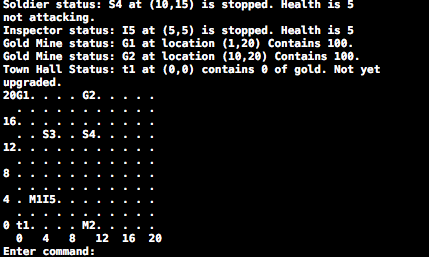 Soldier status: S4 at (10,15) is stopped. Health is 5
not attacking.
Inspector status: I5 at (5,5) is stopped. Health is 5
Gold Mine status: G1 at location (1,20) Contains 100.
Gold Mine status: G2 at location (10,20) Contains 100.
Town Hall Status: t1 at (0,0) contains 0 of gold. Not yet
upgraded.
20G1. . . . G2. . . . .
. . . . . . . . . . .
16. . . . . . . . . . .
. . S3. . S4. . . . .
12. . . . . . . . . . .
. . . . . . . . . . .
8 . . . . . . . . . . .
. . . . . . . . . . .
4 . M1I5. . . . . . . .
. . . . . . . . . . .
0 t1. . . . M2. . . . .
0 4 8 12 16 20
Enter command: